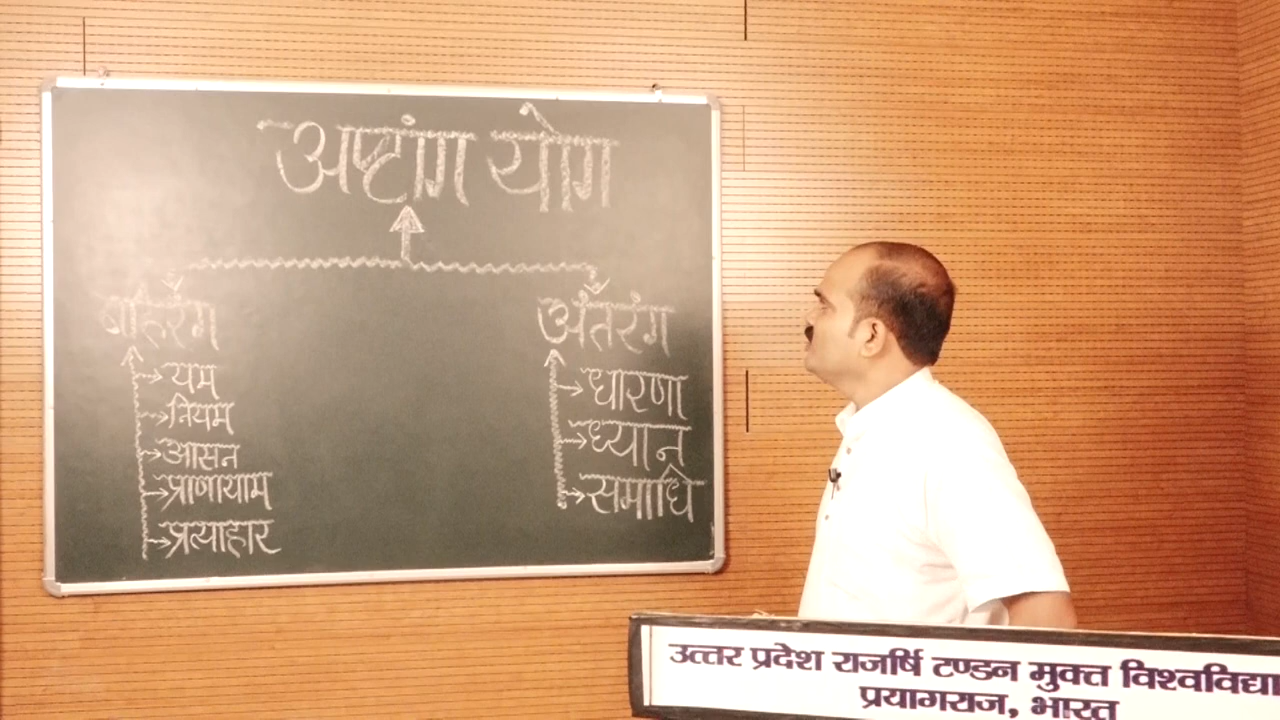 अष्टांग योग
बहिरंग
यम
नियम
आसन
प्राणायाम
प्रत्याहार
अंतरंग
धारणा
ध्यान
समाधि
उत्तर प्रदेश राजर्षि टण्डन मुक्त विश्वविद्या
प्रयागराज, भारत